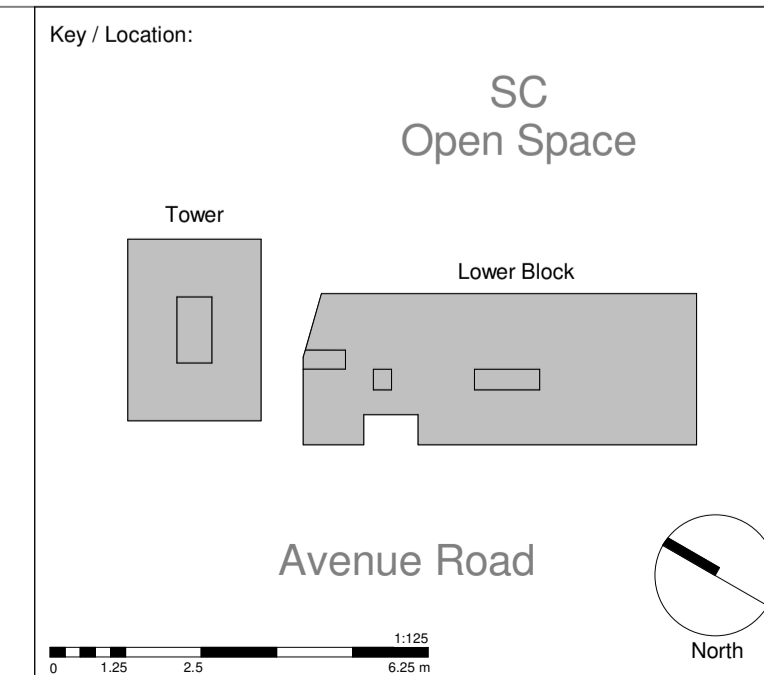 Key / Location:
SC
Open Space
Tower
Lower Block
Avenue Road
1:125
0 1.25 2.5 6.25 m
North